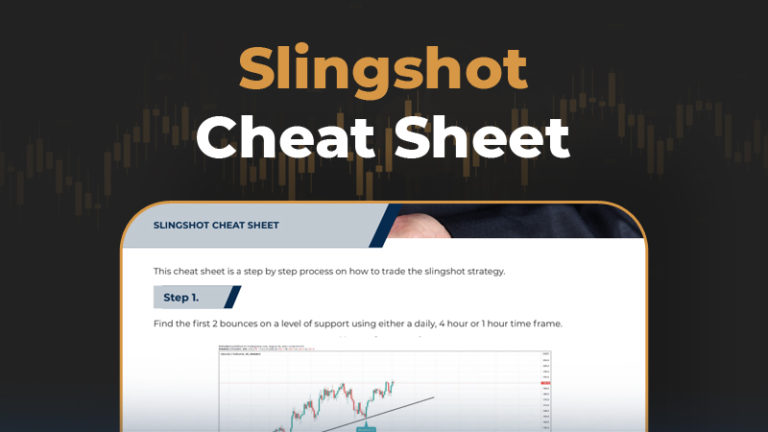 Slingshot
Cheat Sheet
SLINGSHOT CHEAT SHEET
This cheat sheet is a step by step process on how to trade the slingshot strategy.
Step 1.
Find the first 2 bounces on a level of support using either a daily, 4 hour or 1 hour time frame.